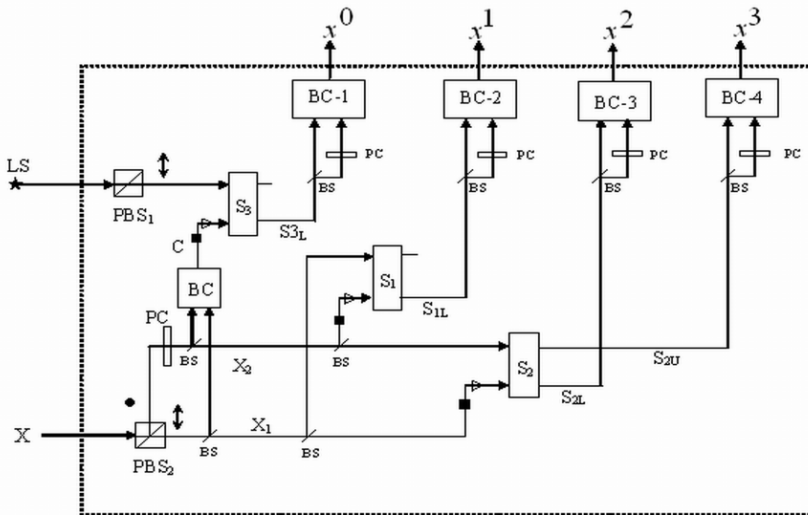 x⁰ x¹ x² x³
BC-1 BC-2 BC-3 BC-4
PC PC PC PC
LS
BS BS BS BS
PBS₁
S₃
S3_L
C
S₁
BC
S₁L
PC
BS
X₂
BS
S₂
S₂U
S₂L
X
X₁
BS
BS
PBS₂